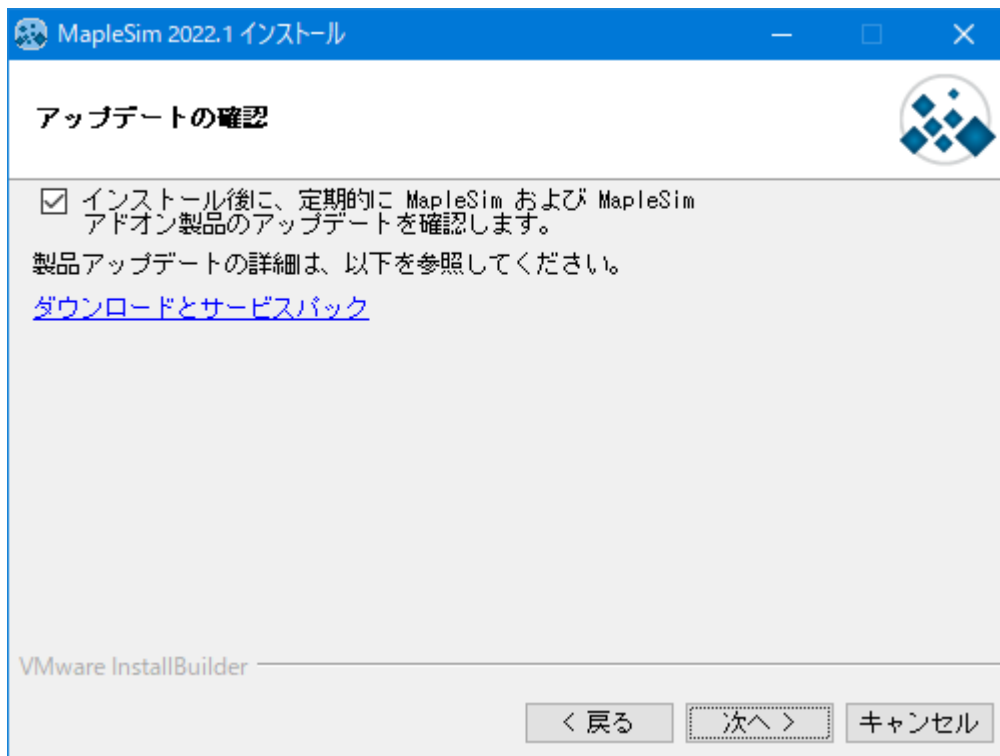 MapleSim 2022.1 インストール
アップデートの確認
インストール後に、定期的に MapleSim および MapleSim
アドオン製品のアップデートを確認します。
製品アップデートの詳細は、以下を参照してください。
ダウンロードとサービスパック
VMware InstallBuilder
< 戻る 次へ > キャンセル